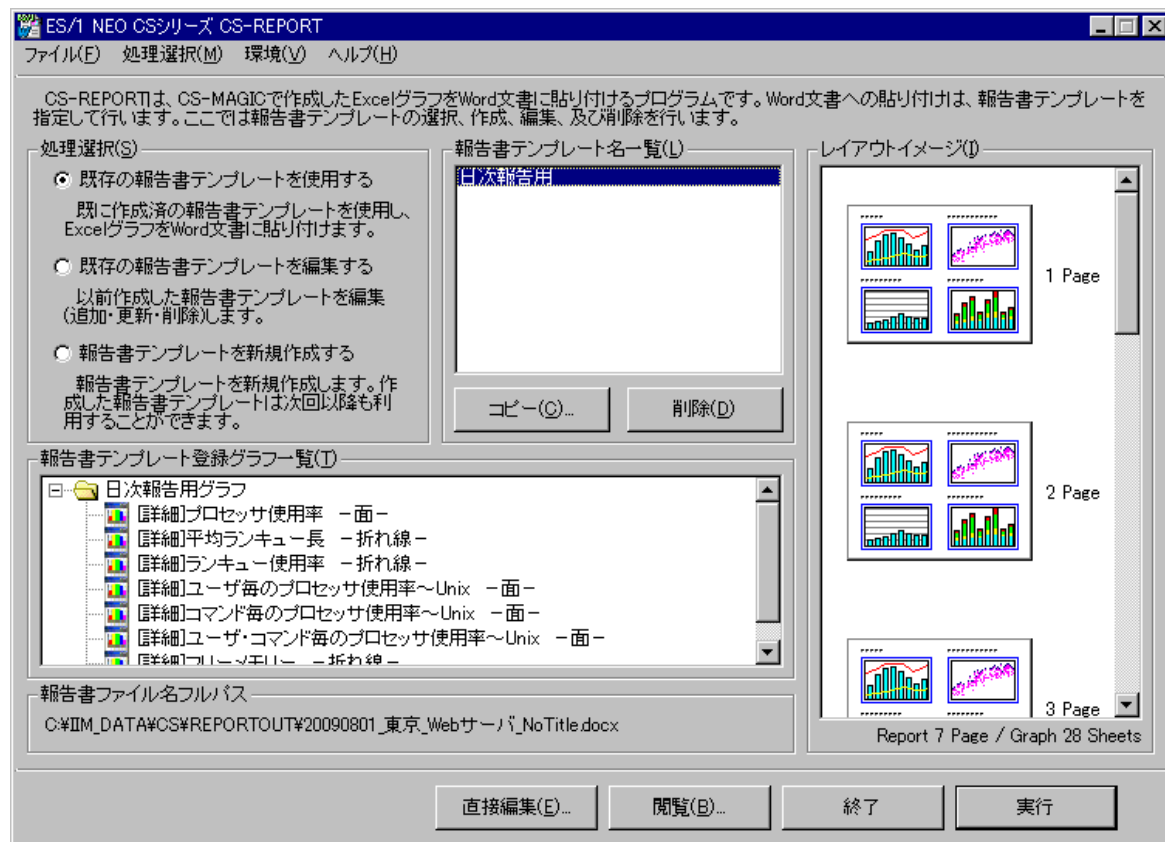 ES/1 NEO CSシリーズ CS-REPORT
ファイル(F) 処理選択(M) 環境(V) ヘルプ(H)
CS-REPORTは、CS-MAGICで作成したExcelグラフをWord文書に貼り付けるプログラムです。Word文書への貼り付けは、報告書テンプレートを
指定して行います。ここでは報告書テンプレートの選択、作成、編集、及び削除を行います。
処理選択(S)
既存の報告書テンプレートを使用する
既に作成済の報告書テンプレートを使用し、
ExcelグラフをWord文書に貼り付けます。
既存の報告書テンプレートを編集する
以前作成した報告書テンプレートを編集
(追加・更新・削除)します。
報告書テンプレートを新規作成する
報告書テンプレートを新規作成します。作
成した報告書テンプレートは次回以降も利
用することができます。
報告書テンプレート名一覧(L)
日次報告用
コピー(C)... 削除(D)
レイアウトイメージ(I)
1 Page
2 Page
3 Page
Report 7 Page / Graph 28 Sheets
報告書テンプレート登録グラフ一覧(T)
日次報告用グラフ
[詳細]プロセッサ使用率 －面－
[詳細]平均ランキュー長 －折れ線－
[詳細]ランキュー使用率 －折れ線－
[詳細]ユーザ毎のプロセッサ使用率～Unix －面－
[詳細]コマンド毎のプロセッサ使用率～Unix －面－
[詳細]ユーザ・コマンド毎のプロセッサ使用率～Unix －面－
[詳細]フリーメモリー －折れ線－
報告書ファイル名フルパス
C:¥IIM_DATA¥CS¥REPORTOUT¥20090801_東京_Webサーバ_NoTitle.docx
直接編集(E)... 閲覧(B)... 終了 実行